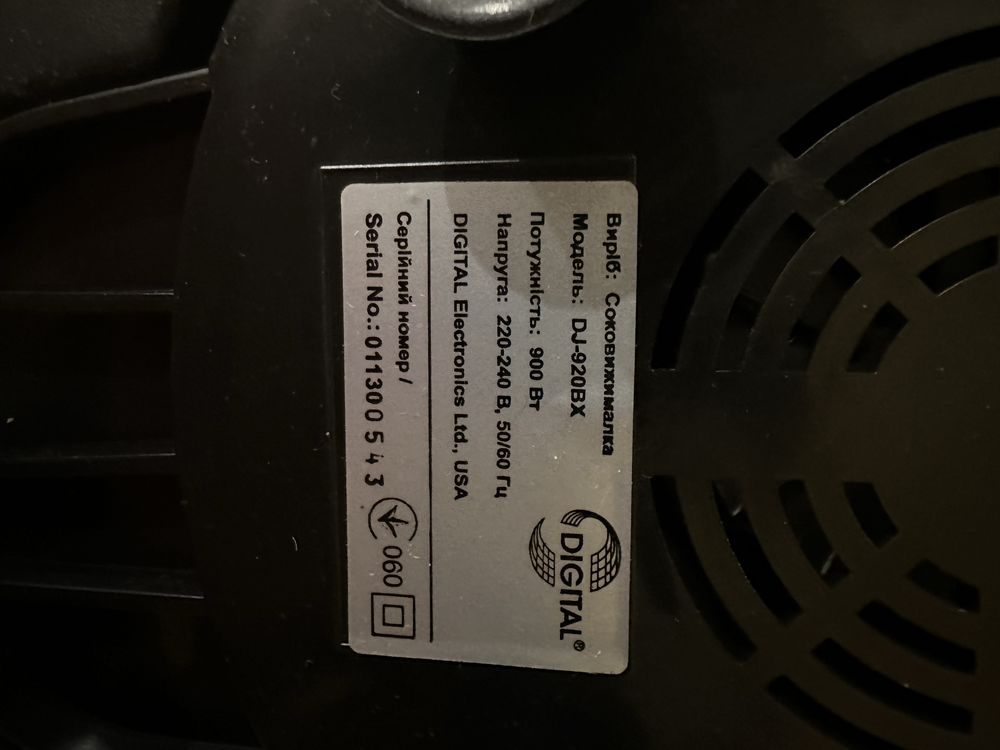 Виріб: Соковижималка
Модель: DJ-920BX
Потужність: 900 Вт
Напруга: 220-240 В, 50/60 Гц
DIGITAL®
DIGITAL Electronics Ltd., USA
Серійний номер /
Serial No.: 011300543
060